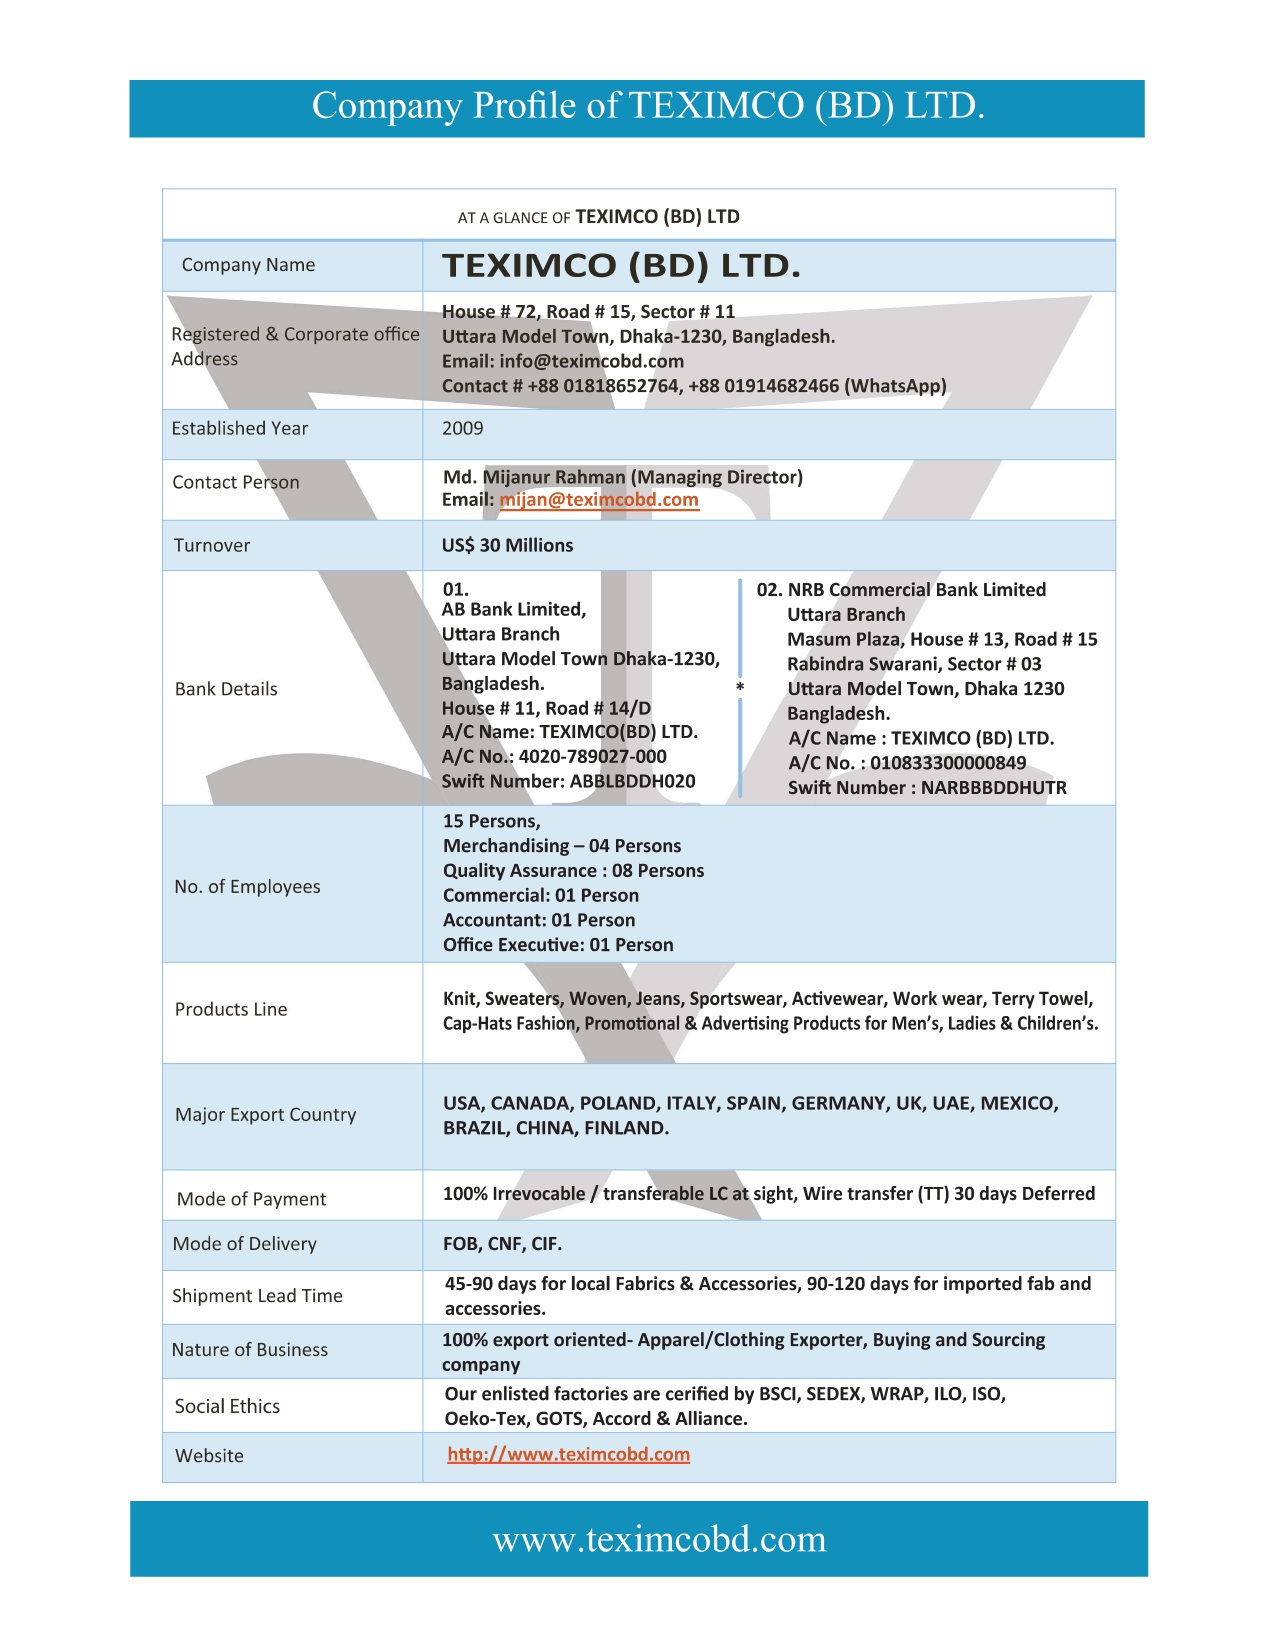 Company Profile of TEXIMCO (BD) LTD.
AT A GLANCE OF TEXIMCO (BD) LTD
Company Name
TEXIMCO (BD) LTD.
Registered & Corporate office
Address
House # 72, Road # 15, Sector # 11
Uttara Model Town, Dhaka-1230, Bangladesh.
Email: info@teximcobd.com
Contact # +88 01818652764, +88 01914682466 (WhatsApp)
Established Year
2009
Contact Person
Md. Mijanur Rahman (Managing Director)
Email: mijan@teximcobd.com
Turnover
US$ 30 Millions
Bank Details
01.
AB Bank Limited,
Uttara Branch
Uttara Model Town Dhaka-1230,
Bangladesh.
House # 11, Road # 14/D
A/C Name: TEXIMCO(BD) LTD.
A/C No.: 4020-789027-000
Swift Number: ABBLBDDH020
*
02. NRB Commercial Bank Limited
Uttara Branch
Masum Plaza, House # 13, Road # 15
Rabindra Swarani, Sector # 03
Uttara Model Town, Dhaka 1230
Bangladesh.
A/C Name : TEXIMCO (BD) LTD.
A/C No. : 010833300000849
Swift Number : NARBBBDDHUTR
No. of Employees
15 Persons,
Merchandising – 04 Persons
Quality Assurance : 08 Persons
Commercial: 01 Person
Accountant: 01 Person
Office Executive: 01 Person
Products Line
Knit, Sweaters, Woven, Jeans, Sportswear, Activewear, Work wear, Terry Towel,
Cap-Hats Fashion, Promotional & Advertising Products for Men's, Ladies & Children's.
Major Export Country
USA, CANADA, POLAND, ITALY, SPAIN, GERMANY, UK, UAE, MEXICO,
BRAZIL, CHINA, FINLAND.
Mode of Payment
100% Irrevocable / transferable LC at sight, Wire transfer (TT) 30 days Deferred
Mode of Delivery
FOB, CNF, CIF.
Shipment Lead Time
45-90 days for local Fabrics & Accessories, 90-120 days for imported fab and
accessories.
Nature of Business
100% export oriented- Apparel/Clothing Exporter, Buying and Sourcing
company
Social Ethics
Our enlisted factories are cerified by BSCI, SEDEX, WRAP, ILO, ISO,
Oeko-Tex, GOTS, Accord & Alliance.
Website
http://www.teximcobd.com
www.teximcobd.com